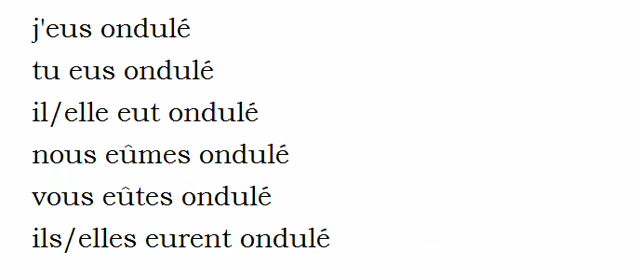 j'eus ondulé
tu eus ondulé
il/elle eut ondulé
nous eûmes ondulé
vous eûtes ondulé
ils/elles eurent ondulé